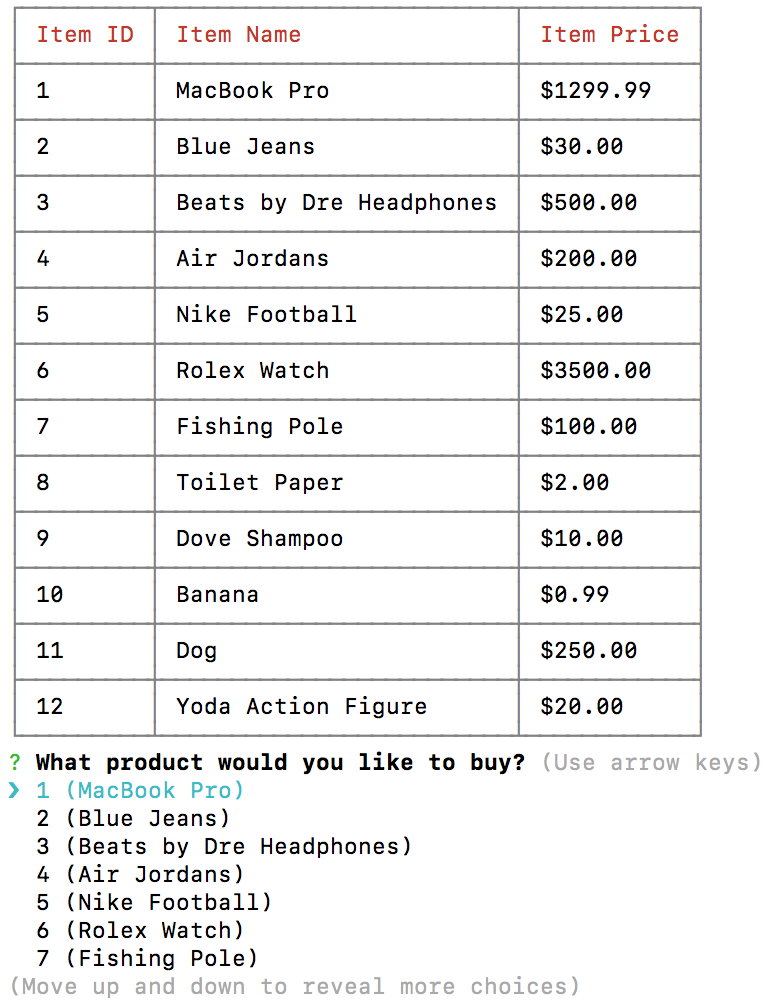 Item ID Item Name Item Price
1 MacBook Pro $1299.99
2 Blue Jeans $30.00
3 Beats by Dre Headphones $500.00
4 Air Jordans $200.00
5 Nike Football $25.00
6 Rolex Watch $3500.00
7 Fishing Pole $100.00
8 Toilet Paper $2.00
9 Dove Shampoo $10.00
10 Banana $0.99
11 Dog $250.00
12 Yoda Action Figure $20.00
? What product would you like to buy? (Use arrow keys)
❯ 1 (MacBook Pro)
2 (Blue Jeans)
3 (Beats by Dre Headphones)
4 (Air Jordans)
5 (Nike Football)
6 (Rolex Watch)
7 (Fishing Pole)
(Move up and down to reveal more choices)